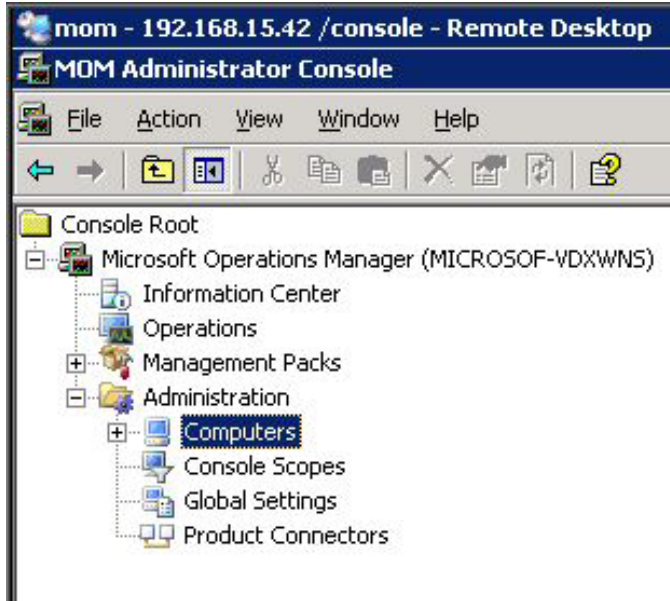 mom - 192.168.15.42 /console - Remote Desktop
MOM Administrator Console
File Action View Window Help
Console Root
Microsoft Operations Manager (MICROSOF-VDXWNS)
Information Center
Operations
Management Packs
Administration
Computers
Console Scopes
Global Settings
Product Connectors